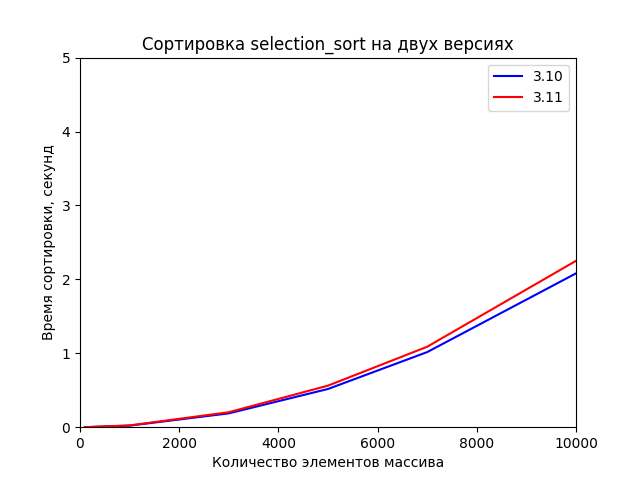 Сортировка selection_sort на двух версиях
3.10
3.11
Время сортировки, секунд
5
4
3
2
1
0
0 2000 4000 6000 8000 10000
Количество элементов массива